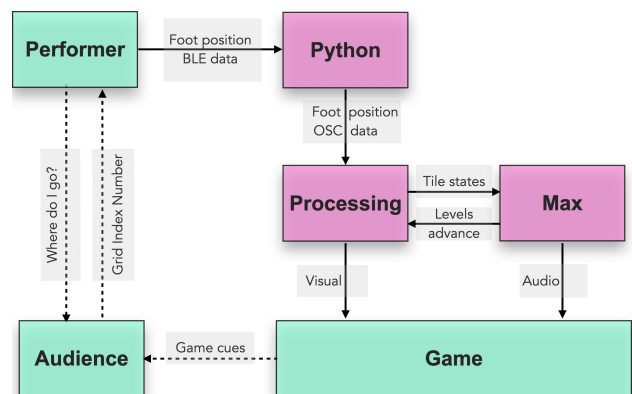 Performer
Foot position
BLE data
Python
Foot position
OSC data
Where do I go?
Grid Index Number
Processing
Tile states
Levels
advance
Max
Visual
Audio
Audience
Game cues
Game